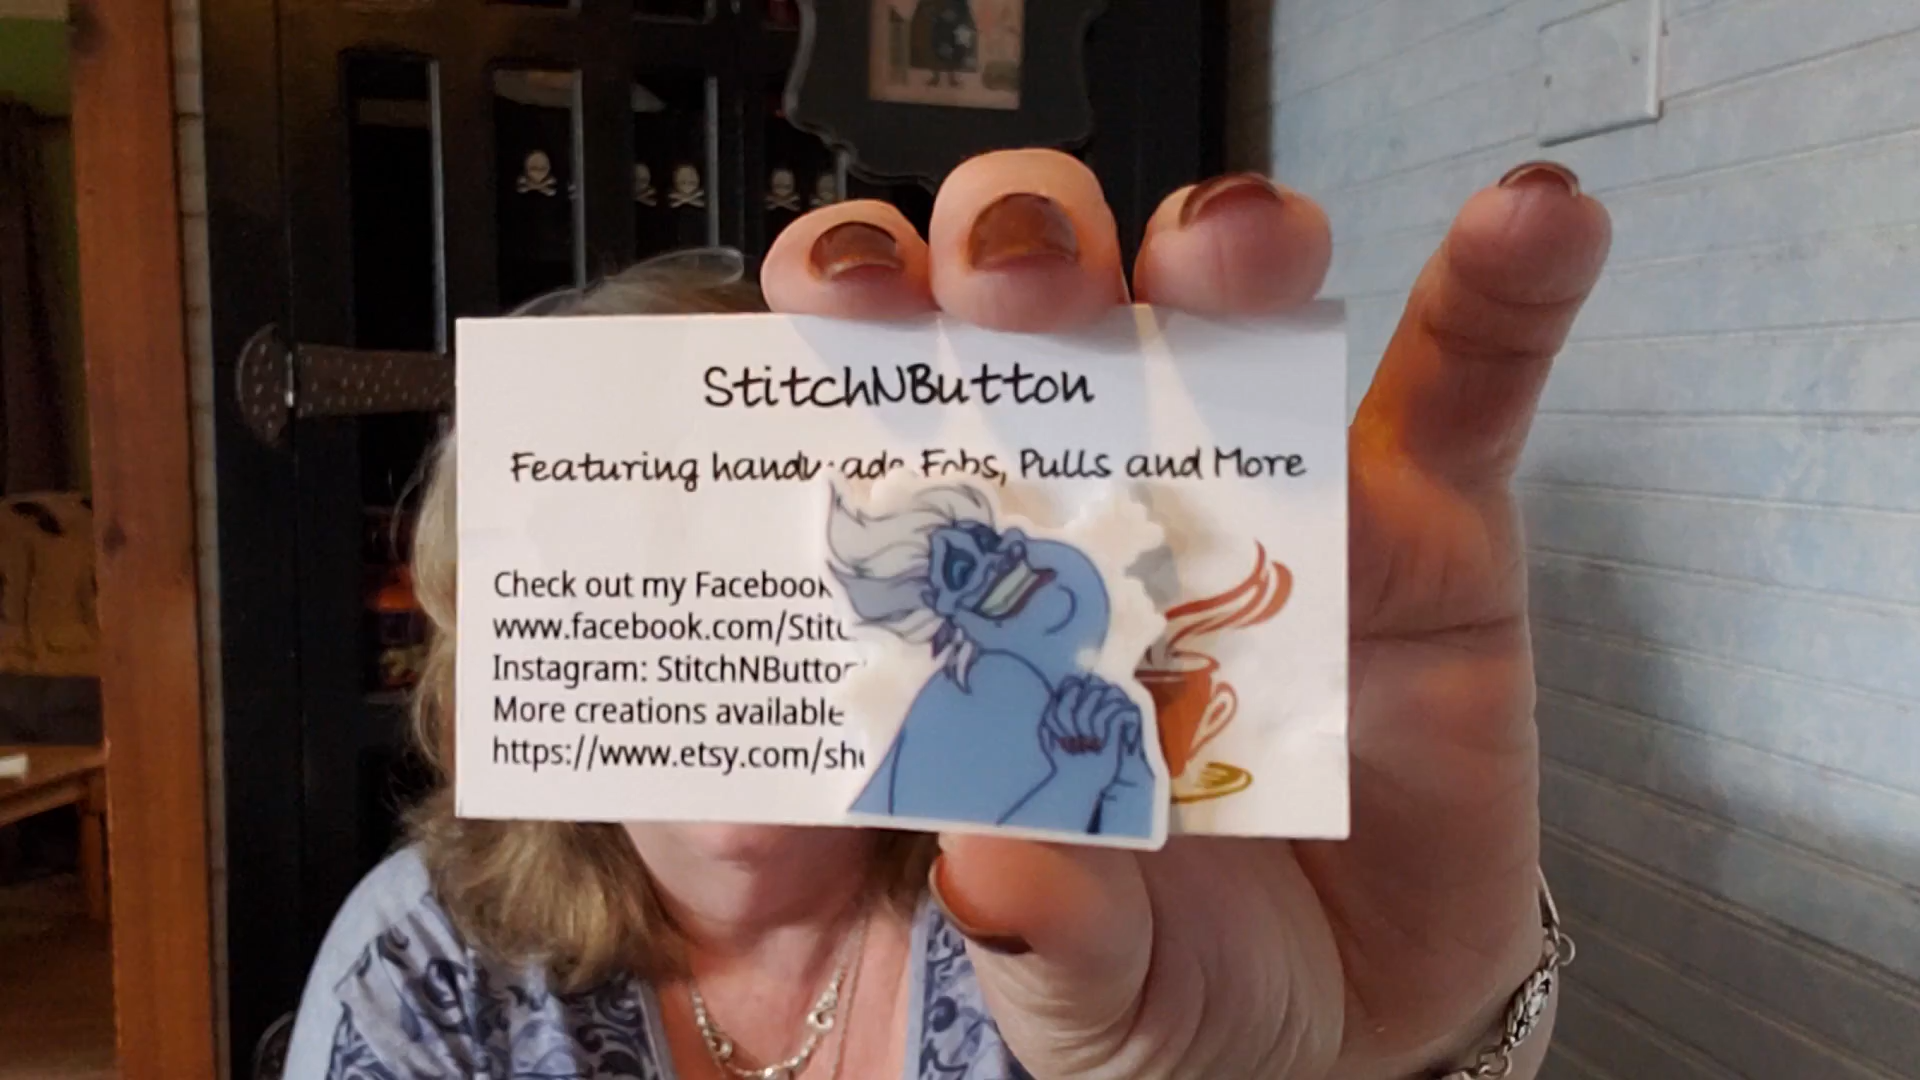 StitchNButton
Featuring handmade Fobs, Pulls and More
Check out my Facebook
www.facebook.com/Stitc
Instagram: StitchNButton
More creations available
https://www.etsy.com/sh